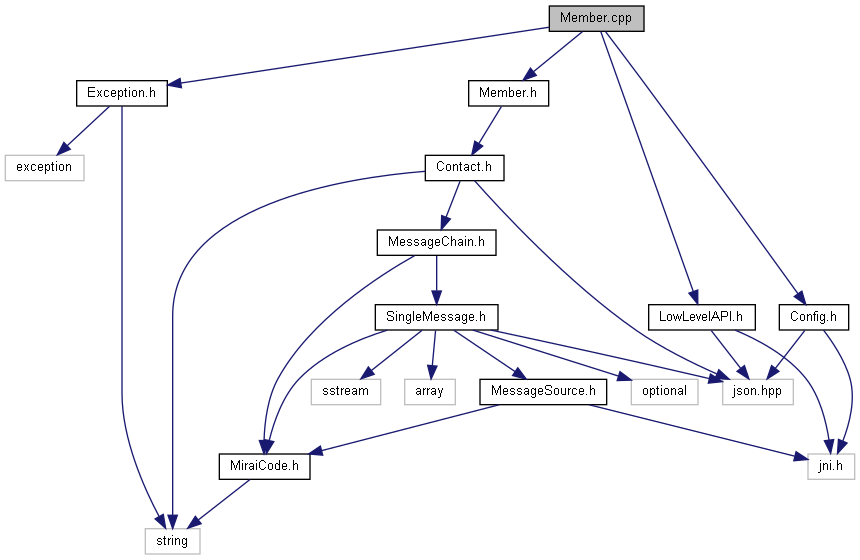 Member.cpp
Exception.h
Member.h
exception
Contact.h
MessageChain.h
SingleMessage.h
LowLevelAPI.h
Config.h
sstream
array
MessageSource.h
optional
json.hpp
MiraiCode.h
jni.h
string